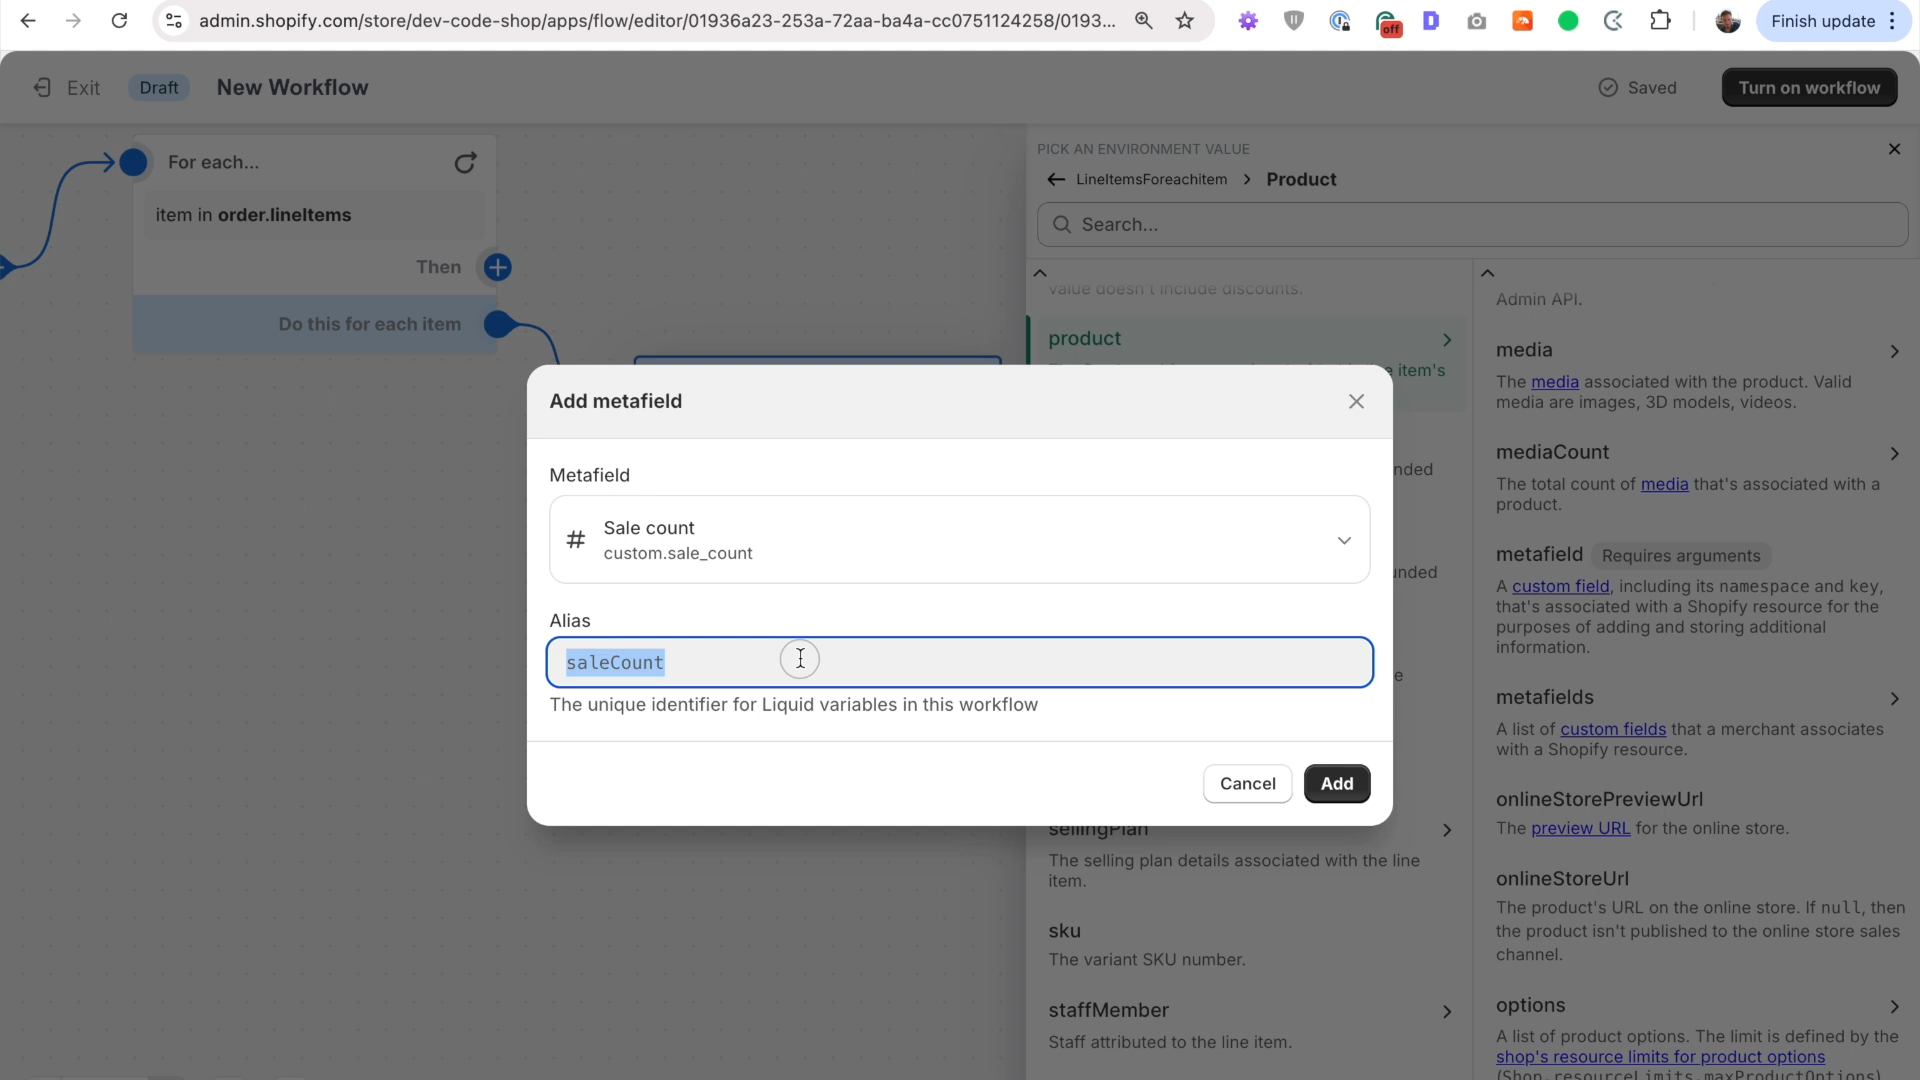 admin.shopify.com/store/dev-code-shop/apps/flow/editor/01936a23-253a-72aa-ba4a-cc0751124258/0193...
off
Finish update
Exit
Draft
New Workflow
Saved
Turn on workflow
For each...
item in order.lineItems
Then
Do this for each item
PICK AN ENVIRONMENT VALUE
LineItemsForeachitem
Product
Search...
value doesn't include discounts.
product
e item's
nded
unded
e
sellingPlan
The selling plan details associated with the line
item.
sku
The variant SKU number.
staffMember
Staff attributed to the line item.
Admin API.
media
The media associated with the product. Valid
media are images, 3D models, videos.
mediaCount
The total count of media that's associated with a
product.
metafield Requires arguments
A custom field, including its namespace and key,
that's associated with a Shopify resource for the
purposes of adding and storing additional
information.
metafields
A list of custom fields that a merchant associates
with a Shopify resource.
onlineStorePreviewUrl
The preview URL for the online store.
onlineStoreUrl
The product's URL on the online store. If null, then
the product isn't published to the online store sales
channel.
options
A list of product options. The limit is defined by the
shop's resource limits for product options
(Shop.resourceLimits.maxProductOptions)
Add metafield
Metafield
Sale count
custom.sale_count
Alias
saleCount
The unique identifier for Liquid variables in this workflow
Cancel
Add